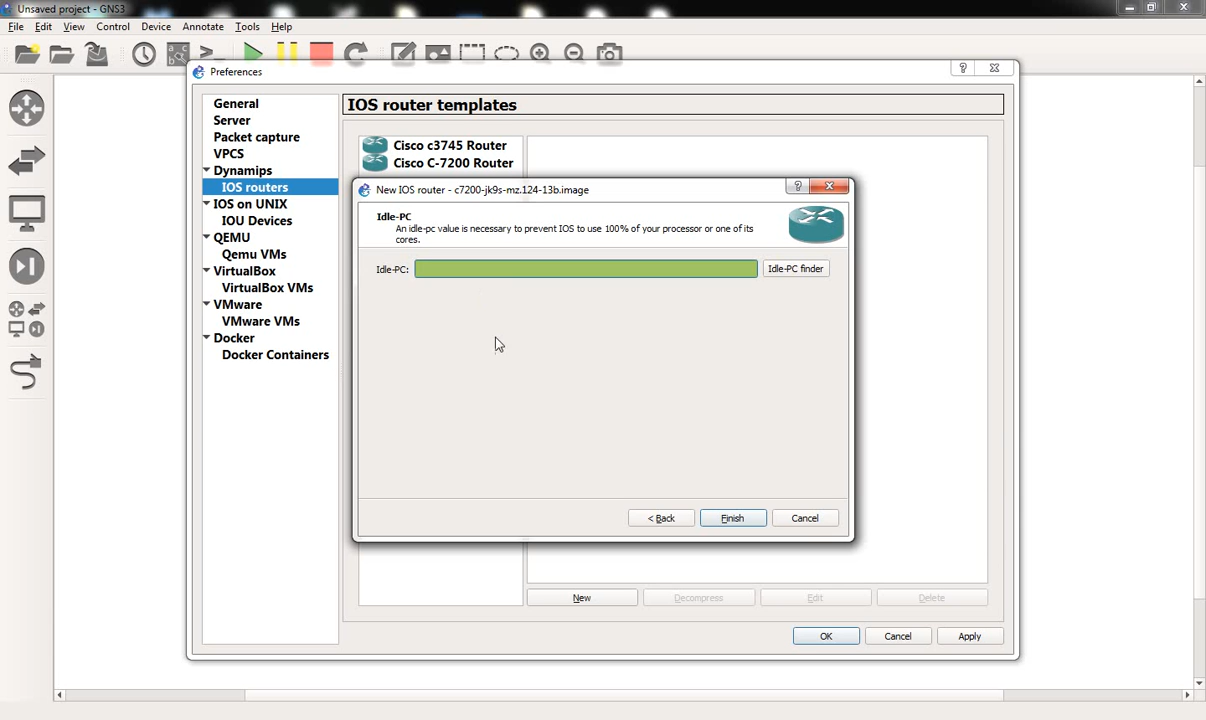 Unsaved project - GNS3
File Edit View Control Device Annotate Tools Help
Preferences
General
Server
Packet capture
VPCS
Dynamips
IOS routers
IOS on UNIX
IOU Devices
QEMU
Qemu VMs
VirtualBox
VirtualBox VMs
VMware
VMware VMs
Docker
Docker Containers
IOS router templates
Cisco c3745 Router
Cisco C-7200 Router
New IOS router - c7200-jk9s-mz.124-13b.image
Idle-PC
An idle-pc value is necessary to prevent IOS to use 100% of your processor or one of its
cores.
Idle-PC: Idle-PC finder
< Back Finish Cancel
New Decompress Edit Delete
OK Cancel Apply